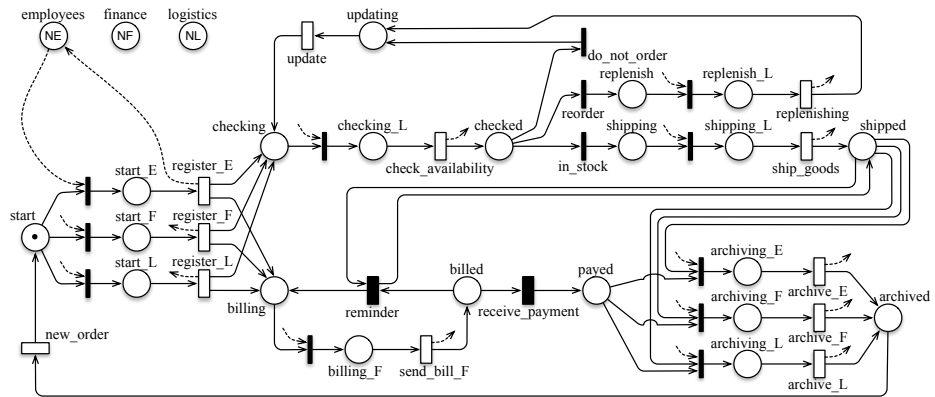 employees finance logistics
NE NF NL
updating
update
do_not_order
replenish replenish_L
reorder replenishing
checking checking_L checked shipping shipping_L shipped
check_availability in_stock ship_goods
start_E register_E
start start_F register_F
start_L register_L
billing billed payed archiving_E
reminder receive_payment archive_E archived
archiving_F
new_order archive_F
archiving_L
billing_F send_bill_F
archive_L